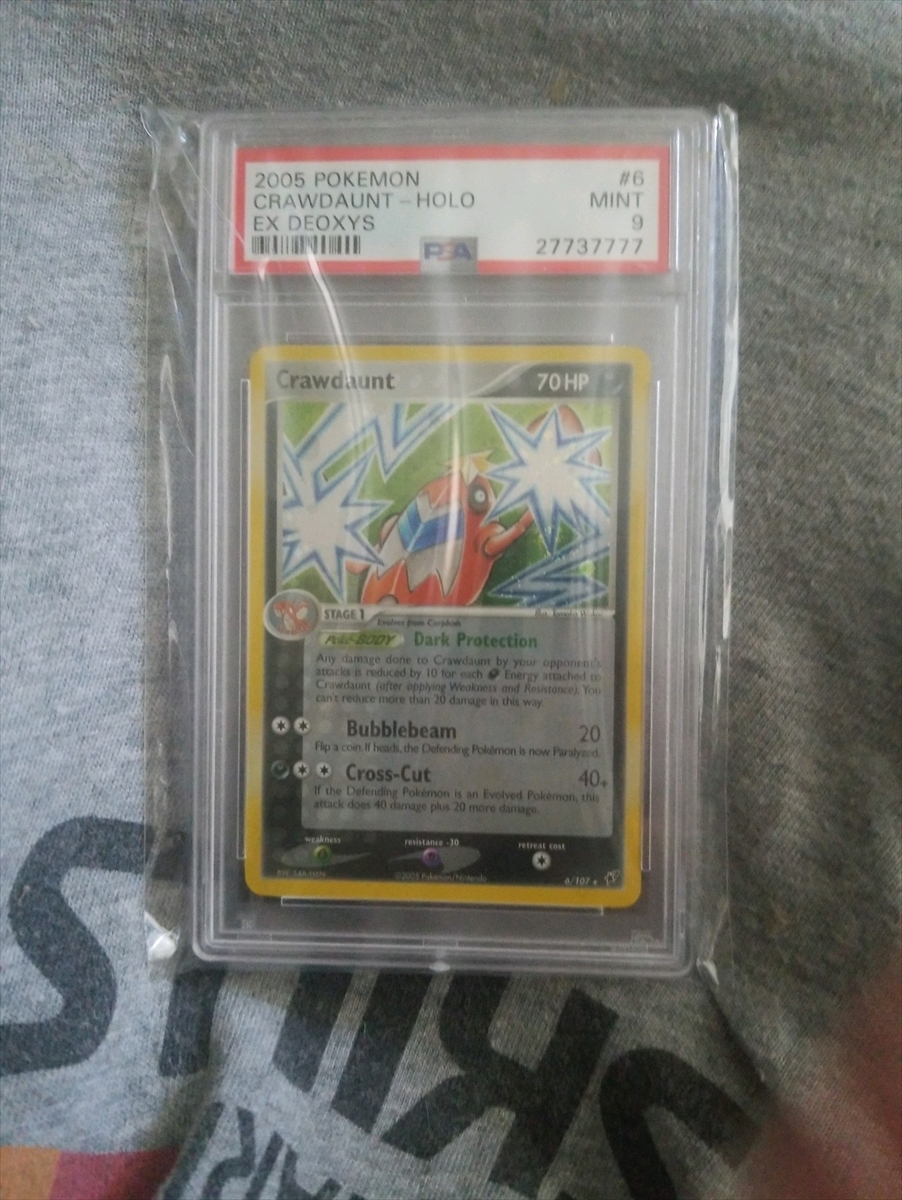 2005 POKEMON #6
CRAWDAUNT - HOLO MINT
EX DEOXYS 9
PSA 27737777
Crawdaunt 70 HP
STAGE 1
Evolves from Corphish
Poké-BODY Dark Protection
Any damage done to Crawdaunt by your opponent's
attacks is reduced by 10 for each Energy attached to
Crawdaunt (after applying Weakness and Resistance). You
can't reduce more than 20 damage in this way.
Bubblebeam 20
Flip a coin. If heads, the Defending Pokémon is now Paralyzed.
Cross-Cut 40+
If the Defending Pokémon is an Evolved Pokémon, this
attack does 40 damage plus 20 more damage.
weakness resistance -30 retreat cost
©2005 Pokémon/Nintendo 6/107